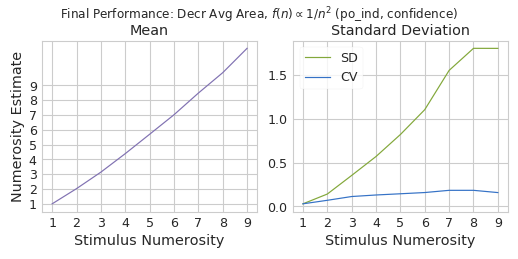 Final Performance: Decr Avg Area, f(n) ∝ 1/n² (po_ind, confidence)
Mean
Numerosity Estimate
9
8
7
6
5
4
3
2
1
1 2 3 4 5 6 7 8 9
Stimulus Numerosity
Standard Deviation
SD
CV
1.5
1.0
0.5
0.0
1 2 3 4 5 6 7 8 9
Stimulus Numerosity